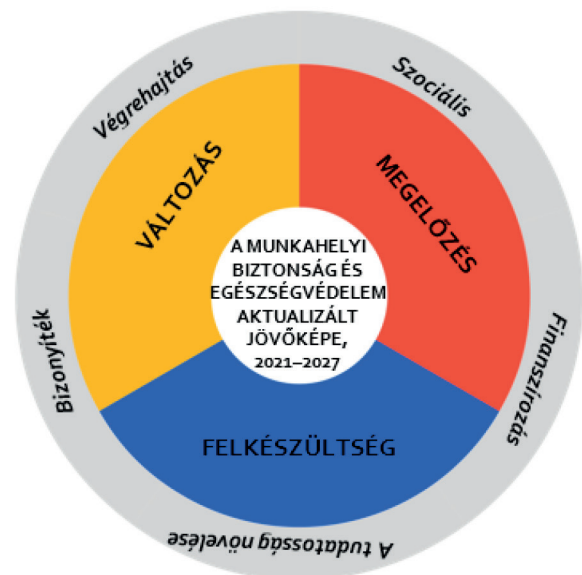 Végrehajtás
Szociális
VÁLTOZÁS
MEGELŐZÉS
A MUNKAHELYI
BIZTONSÁG ÉS
EGÉSZSÉGVÉDELEM
AKTUALIZÁLT
JÖVŐKÉPE,
2021–2027
Bizonyíték
Finanszírozás
FELKÉSZÜLTSÉG
A tudatosság növelése